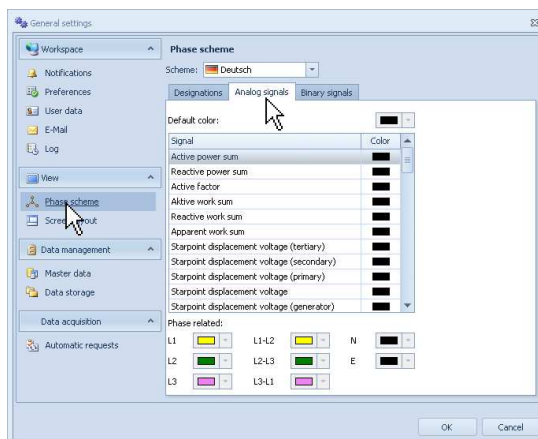 General settings
Workspace
Notifications
Preferences
User data
E-Mail
Log
View
Phase scheme
Data management
Master data
Data storage
Data acquisition
Automatic requests
Phase scheme
Scheme: Deutsch
Designations Analog signals Binary signals
Default color:
Signal Color
Active power sum
Reactive power sum
Active factor
Aktive work sum
Reactive work sum
Apparent work sum
Starpoint displacement voltage (tertiary)
Starpoint displacement voltage (secondary)
Starpoint displacement voltage (primary)
Starpoint displacement voltage
Starpoint displacement voltage (generator)
Phase related:
L1 L1-L2 N
L2 L2-L3 E
L3 L3-L1
OK Cancel